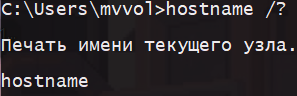 C:\Users\mvvol>hostname /?
Печать имени текущего узла.
hostname